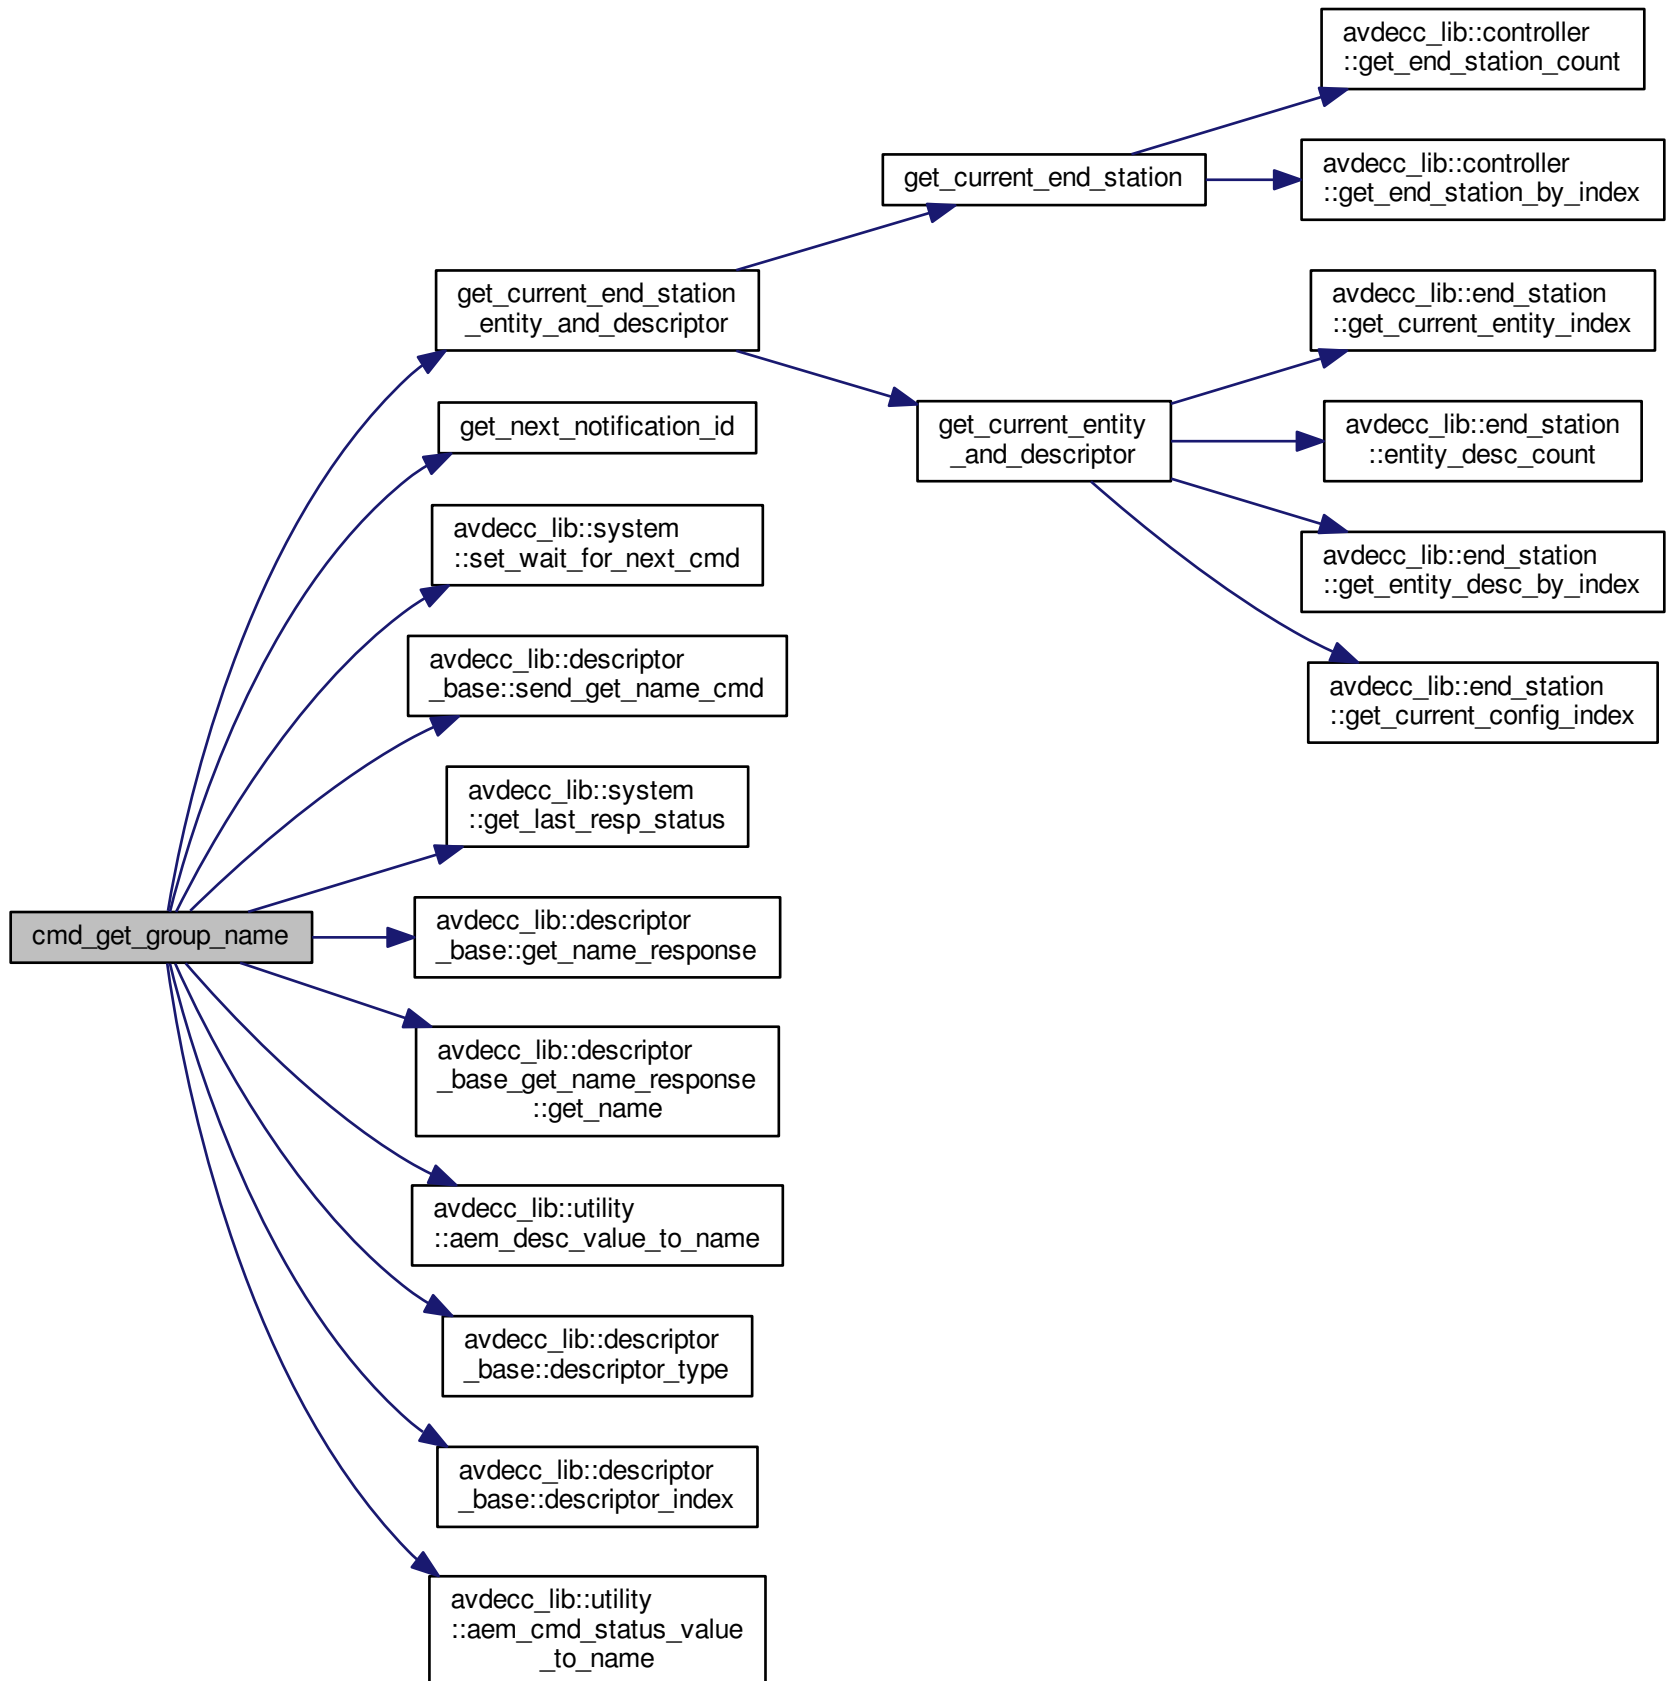 avdecc_lib::controller
::get_end_station_count
avdecc_lib::controller
::get_end_station_by_index
get_current_end_station
get_current_end_station
_entity_and_descriptor
avdecc_lib::end_station
::get_current_entity_index
get_next_notification_id
get_current_entity
_and_descriptor
avdecc_lib::end_station
::entity_desc_count
avdecc_lib::system
::set_wait_for_next_cmd
avdecc_lib::end_station
::get_entity_desc_by_index
avdecc_lib::descriptor
_base::send_get_name_cmd
avdecc_lib::end_station
::get_current_config_index
avdecc_lib::system
::get_last_resp_status
cmd_get_group_name
avdecc_lib::descriptor
_base::get_name_response
avdecc_lib::descriptor
_base_get_name_response
::get_name
avdecc_lib::utility
::aem_desc_value_to_name
avdecc_lib::descriptor
_base::descriptor_type
avdecc_lib::descriptor
_base::descriptor_index
avdecc_lib::utility
::aem_cmd_status_value
_to_name